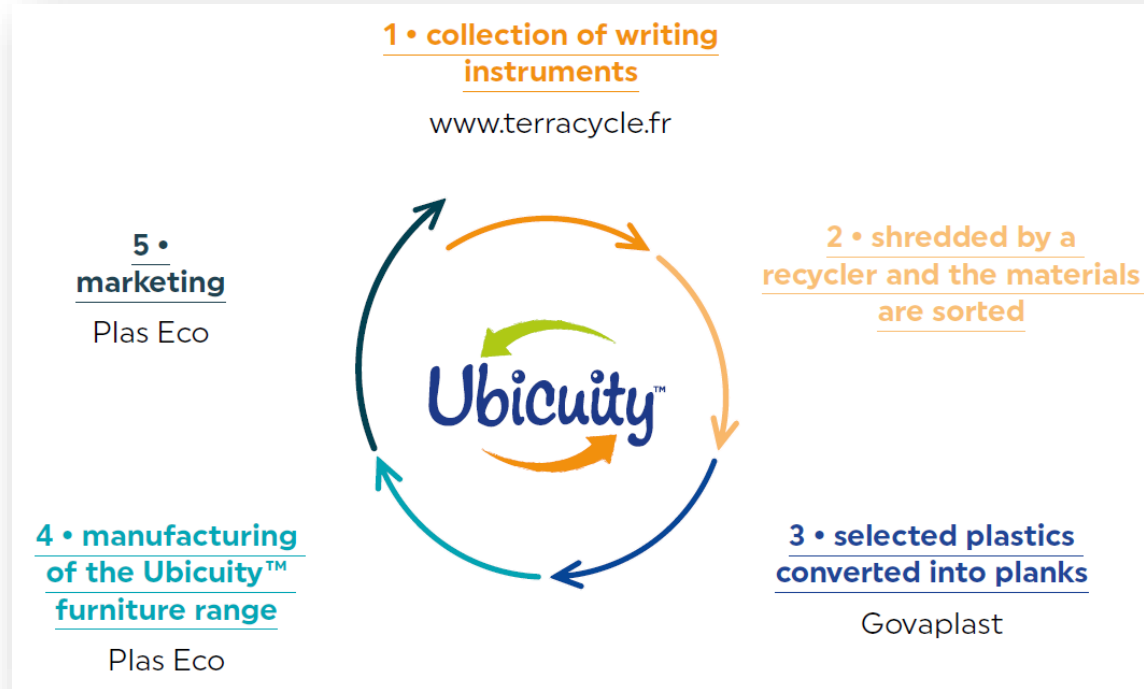 1 • collection of writing
instruments
www.terracycle.fr
2 • shredded by a
recycler and the materials
are sorted
3 • selected plastics
converted into planks
Govaplast
4 • manufacturing
of the Ubicuity™
furniture range
Plas Eco
5 •
marketing
Plas Eco
Ubicuity™